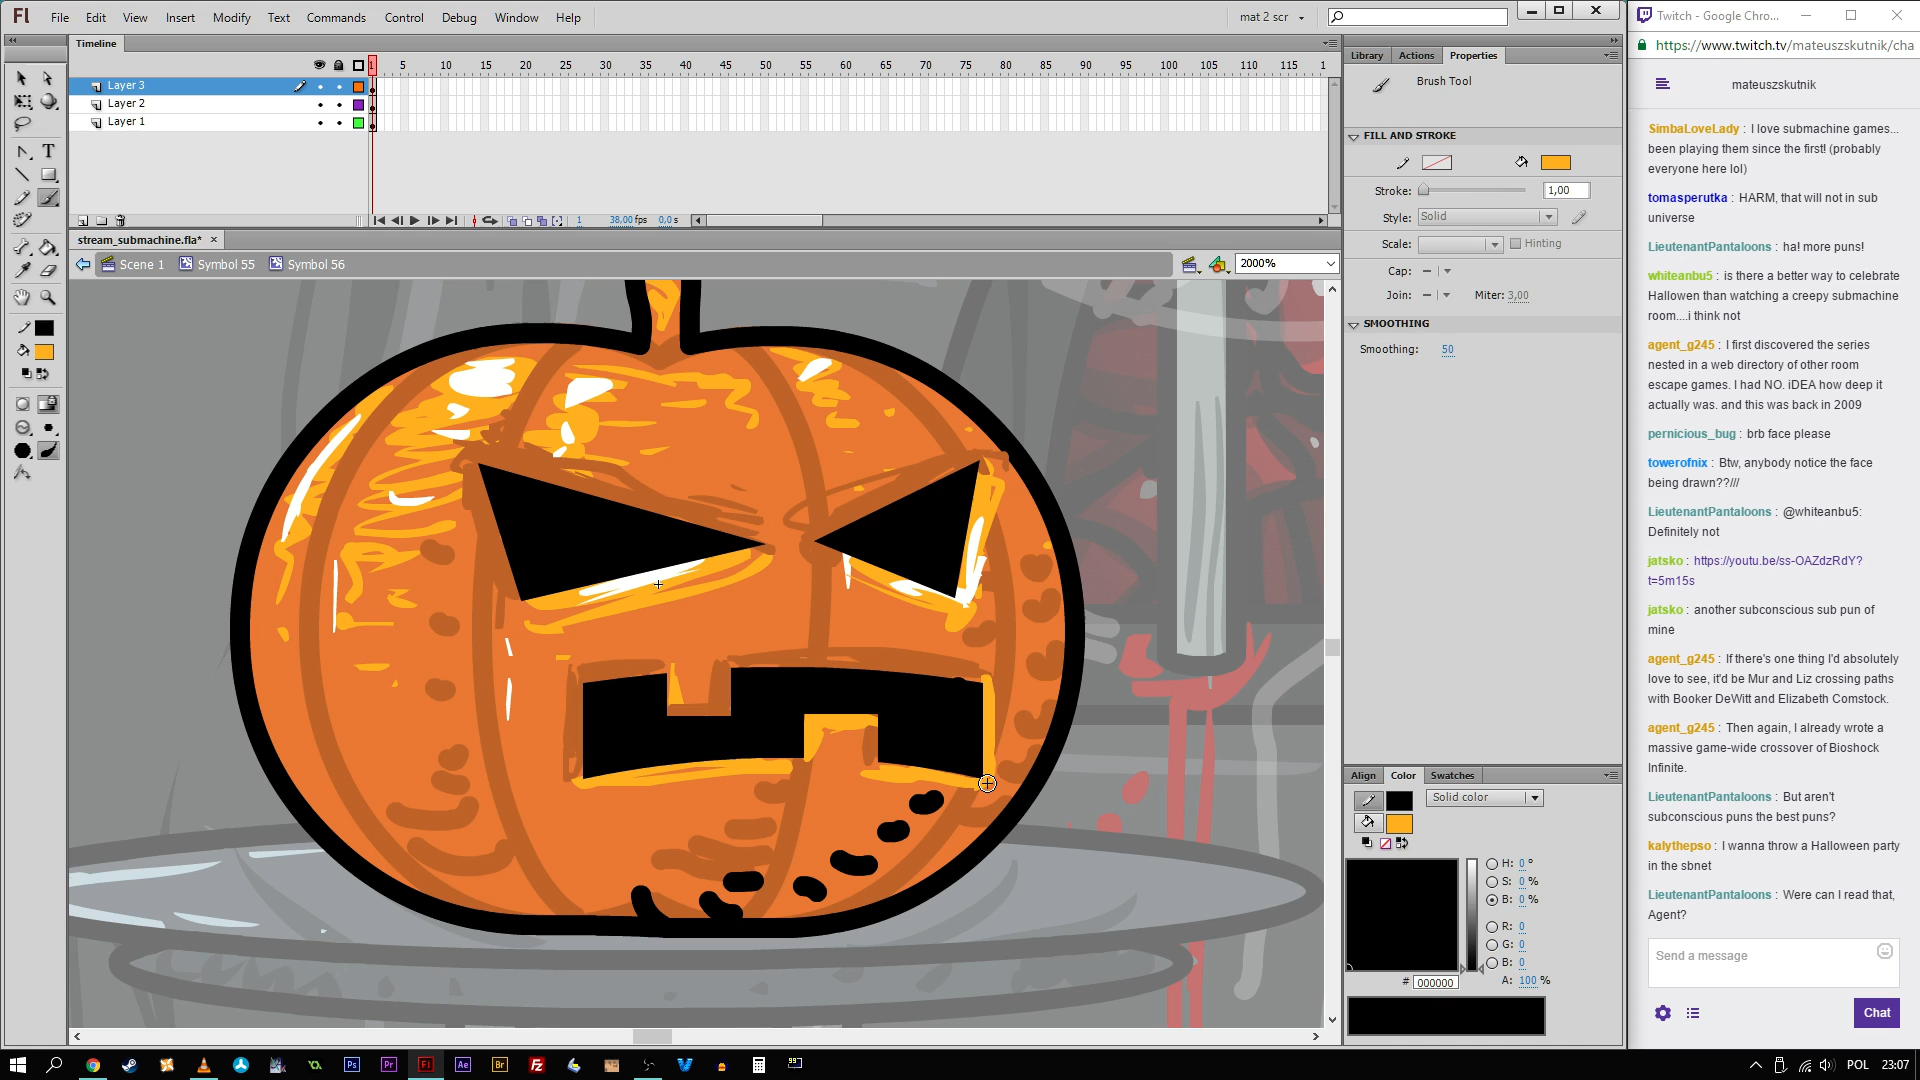 Fl File Edit View Insert Modify Text Commands Control Debug Window Help mat 2 scr
Timeline
1 5 10 15 20 25 30 35 40 45 50 55 60 65 70 75 80 85 90 95 100 105 110 115 1
Layer 3
Layer 2
Layer 1
1 38,00 fps 0,0 s
stream_submachine.fla*
Scene 1 Symbol 55 Symbol 56 2000%
Library Actions Properties
Brush Tool
FILL AND STROKE
Stroke: 1,00
Style: Solid
Scale: Hinting
Cap:
Join: Miter: 3,00
SMOOTHING
Smoothing: 50
Align Color Swatches
Solid color
H: 0 °
S: 0 %
B: 0 %
R: 0
G: 0
B: 0
# 000000 A: 100 %
Twitch - Google Chro...
https://www.twitch.tv/mateuszskutnik/cha
mateuszskutnik
SimbaLoveLady : I love submachine games...
been playing them since the first! (probably
everyone here lol)
tomasperutka : HARM, that will not in sub
universe
LieutenantPantaloons : ha! more puns!
whiteanbu5 : is there a better way to celebrate
Hallowen than watching a creepy submachine
room....i think not
agent_g245 : I first discovered the series
nested in a web directory of other room
escape games. I had NO. iDEA how deep it
actually was. and this was back in 2009
pernicious_bug : brb face please
towerofnix : Btw, anybody notice the face
being drawn??///
LieutenantPantaloons : @whiteanbu5:
Definitely not
jatsko : https://youtu.be/ss-OAZdzRdY?
t=5m15s
jatsko : another subconscious sub pun of
mine
agent_g245 : If there's one thing I'd absolutely
love to see, it'd be Mur and Liz crossing paths
with Booker DeWitt and Elizabeth Comstock.
agent_g245 : Then again, I already wrote a
massive game-wide crossover of Bioshock
Infinite.
LieutenantPantaloons : But aren't
subconscious puns the best puns?
kalythepso : I wanna throw a Halloween party
in the sbnet
LieutenantPantaloons : Were can I read that,
Agent?
Send a message
Chat
Ps Pr Fl Ae Br Fz POL 23:07